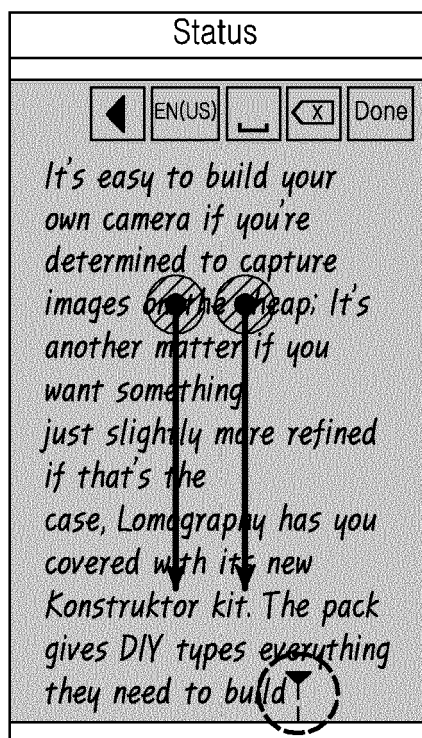 Status
EN(US) X Done
It's easy to build your
own camera if you're
determined to capture
images on the cheap; It's
another matter if you
want something
just slightly more refined
if that's the
case, Lomography has you
covered with its new
Konstruktor kit. The pack
gives DIY types everything
they need to build